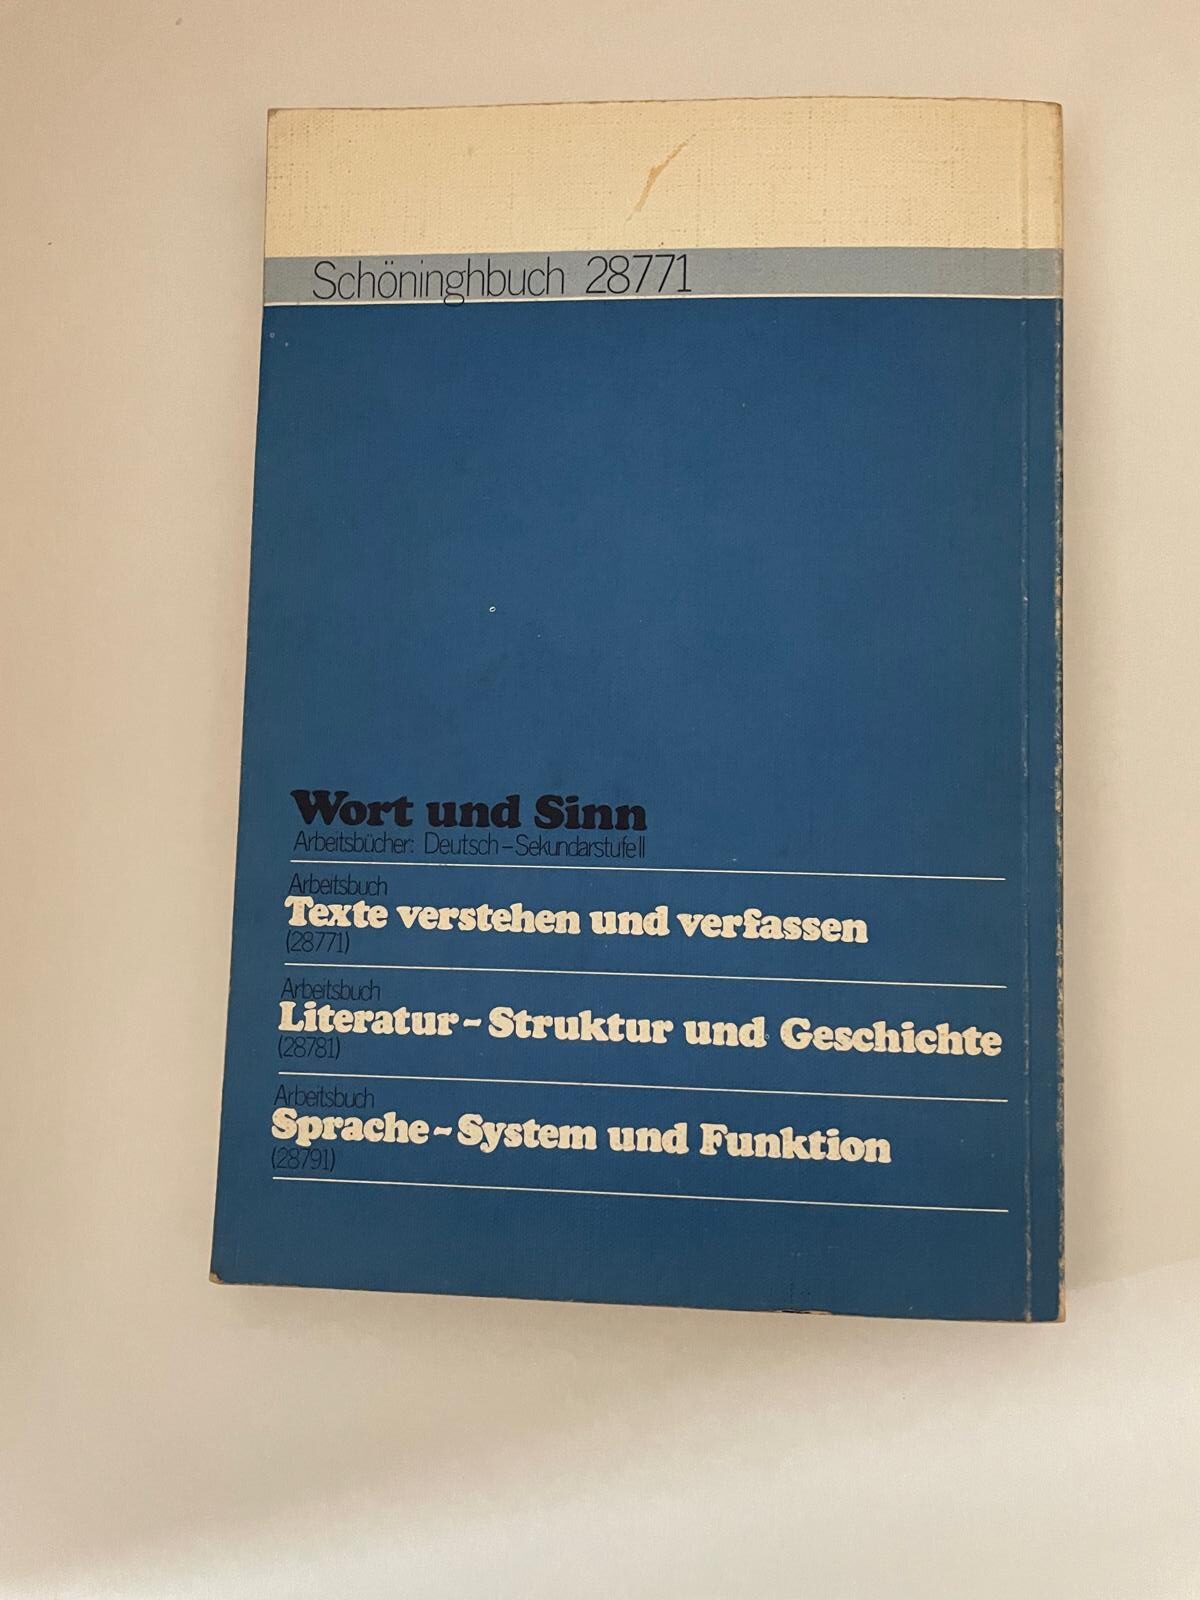 Schöninghbuch 28771
Wort und Sinn
Arbeitsbücher: Deutsch–Sekundarstufe II
Arbeitsbuch
Texte verstehen und verfassen
(28771)
Arbeitsbuch
Literatur–Struktur und Geschichte
(28781)
Arbeitsbuch
Sprache–System und Funktion
(28791)